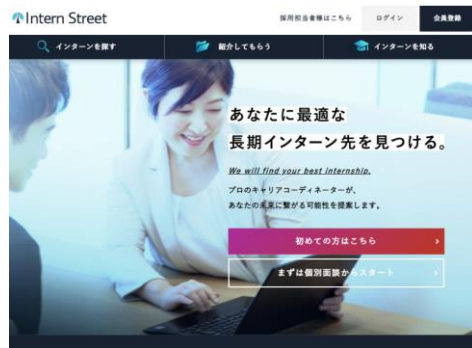 Intern Street
採用担当者様はこちら
ログイン
会員登録
インターンを探す
紹介してもらう
インターンを知る
あなたに最適な
長期インターン先を見つける。
We will find your best internship.
プロのキャリアコーディネーターが、
あなたの未来に繋がる可能性を提案します。
初めての方はこちら
まずは個別面談からスタート